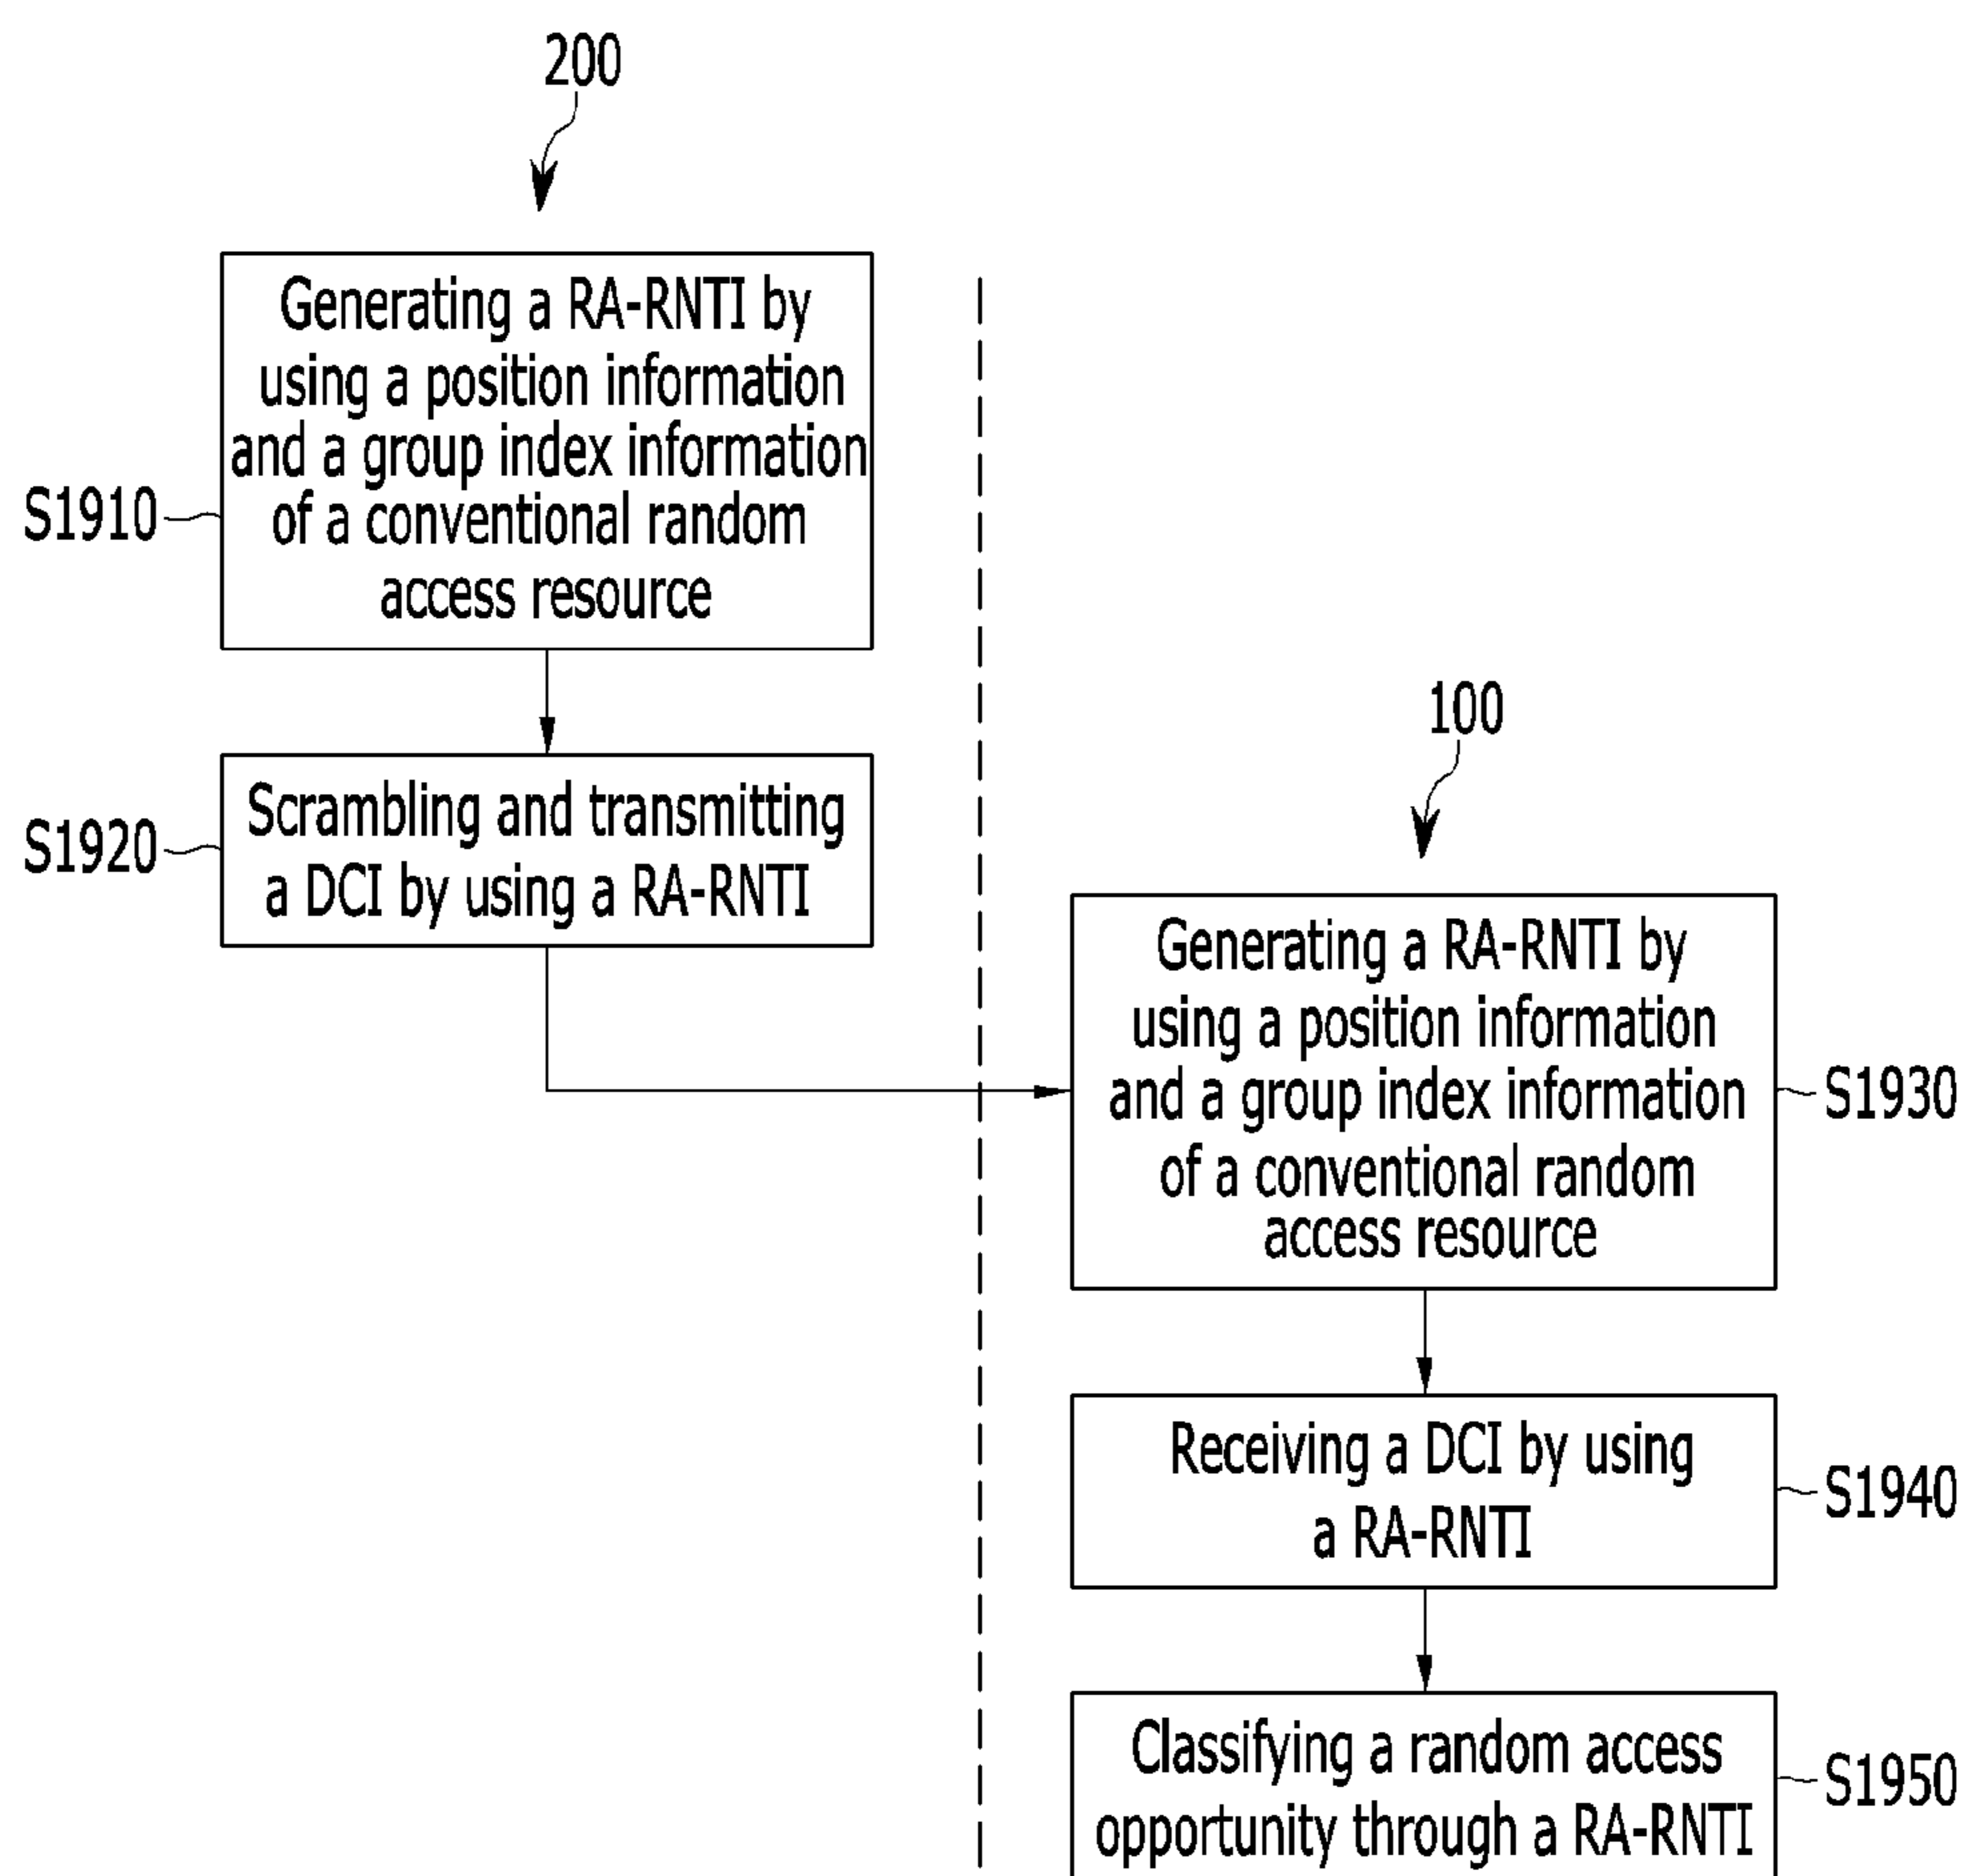 200
Generating a RA-RNTI by
using a position information
and a group index information
of a conventional random
access resource
S1910
Scrambling and transmitting
a DCI by using a RA-RNTI
S1920
100
Generating a RA-RNTI by
using a position information
and a group index information
of a conventional random
access resource
S1930
Receiving a DCI by using
a RA-RNTI
S1940
Classifying a random access
opportunity through a RA-RNTI
S1950